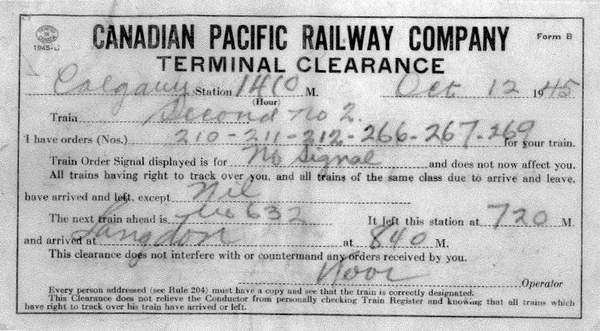 CANADIAN PACIFIC RAILWAY COMPANY
Form B
1945
TERMINAL CLEARANCE
Calgary Station 1410 M. Oct 12 1945
(Hour)
Train Second No 2.
I have orders (Nos.) 210-211-212-266-267-269 for your train.
Train Order Signal displayed is for No Signal and does not now affect you.
All trains having right to track over you, and all trains of the same class due to arrive and leave,
have arrived and left, except Nil
The next train ahead is 632 It left this station at 720 M.
and arrived at Langdon at 840 M.
This clearance does not interfere with or countermand any orders received by you.
Operator
Every person addressed (see Rule 204) must have a copy and see that the train is correctly designated.
This Clearance does not relieve the Conductor from personally checking Train Register and knowing that all trains which
have right to track over his train have arrived or left.